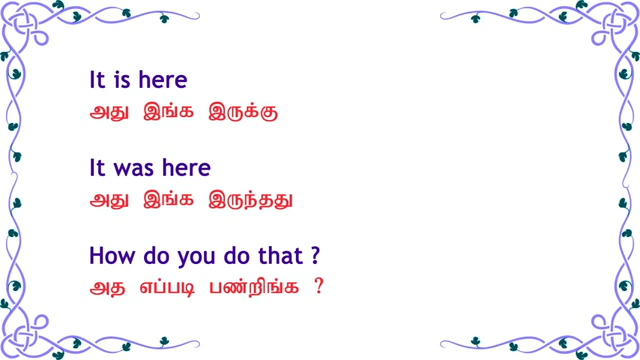 It is here
அது இங்க இருக்கு
It was here
அது இங்க இருந்தது
How do you do that ?
அத எப்படி பண்றிங்க ?